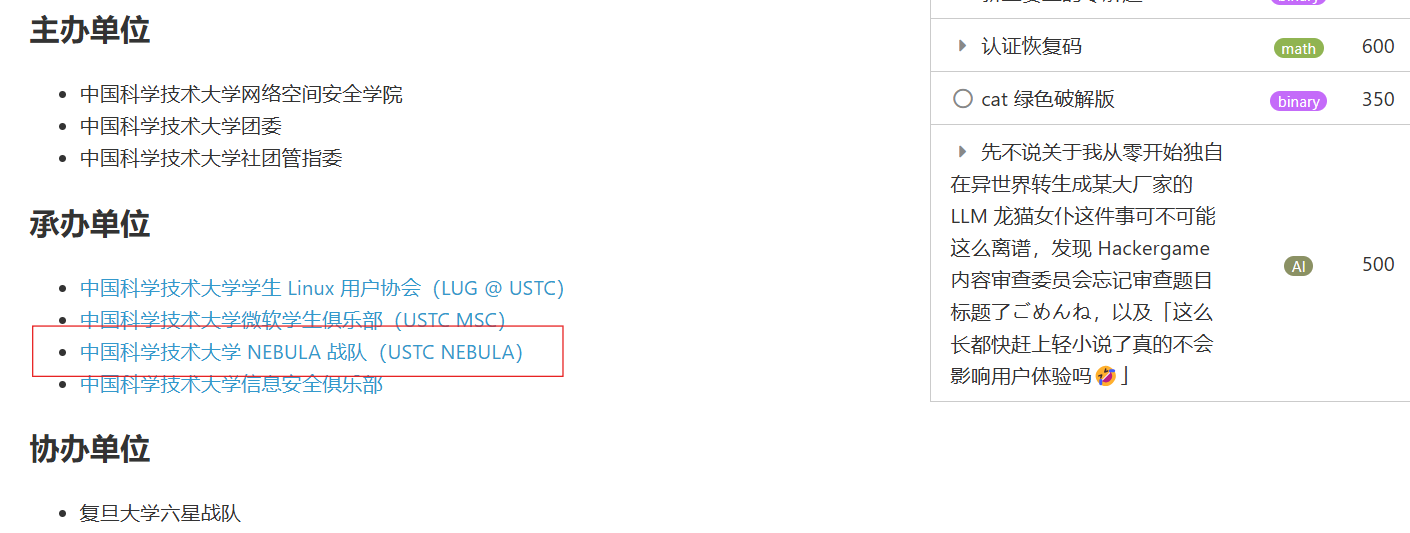 主办单位
中国科学技术大学网络空间安全学院
中国科学技术大学团委
中国科学技术大学社团管指委
承办单位
中国科学技术大学学生 Linux 用户协会（LUG @ USTC）
中国科学技术大学微软学生俱乐部（USTC MSC）
中国科学技术大学 NEBULA 战队（USTC NEBULA）
中国科学技术大学信息安全俱乐部
协办单位
复旦大学六星战队
认证恢复码 math 600
cat 绿色破解版 binary 350
先不说关于我从零开始独自
在异世界转生成某大厂家的
LLM 龙猫女仆这件事可不可能
这么离谱，发现 Hackergame
内容审查委员会忘记审查题目 AI 500
标题了ごめんね，以及「这么
长都快赶上轻小说了真的不会
影响用户体验吗🤣」